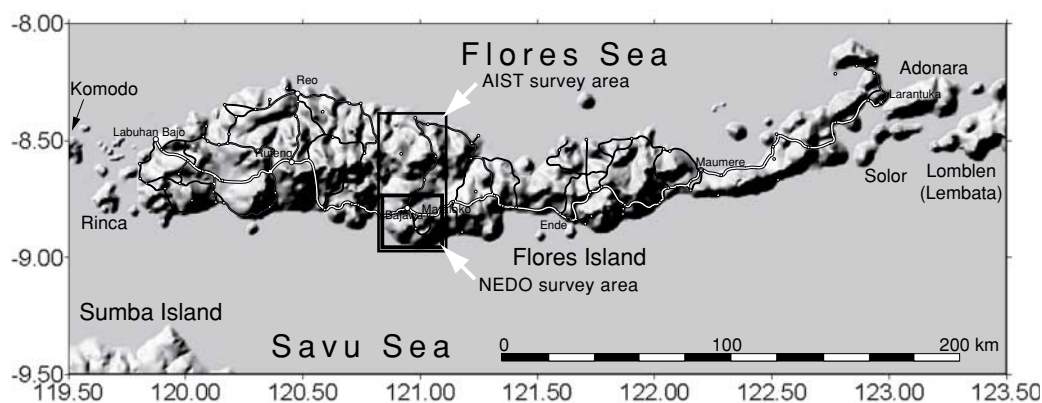 -8.00
-8.50
-9.00
-9.50
119.50 120.00 120.50 121.00 121.50 122.00 122.50 123.00 123.50
Flores Sea
AIST survey area
Komodo
Reo
Adonara
Larantuka
Labuhan Bajo
Ruteng
Maumere
Lomblen
(Lembata)
Solor
Rinca
Bajawa
Mataloko
Ende
Flores Island
NEDO survey area
Sumba Island
Savu Sea
0 100 200 km